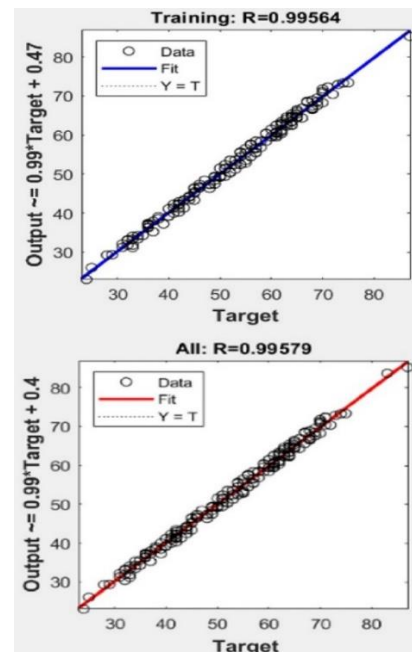 Training: R=0.99564
Output ~= 0.99*Target + 0.47
80
70
60
50
40
30
Data
Fit
Y = T
30 40 50 60 70 80
Target
All: R=0.99579
Output ~= 0.99*Target + 0.4
80
70
60
50
40
30
Data
Fit
Y = T
30 40 50 60 70 80
Target